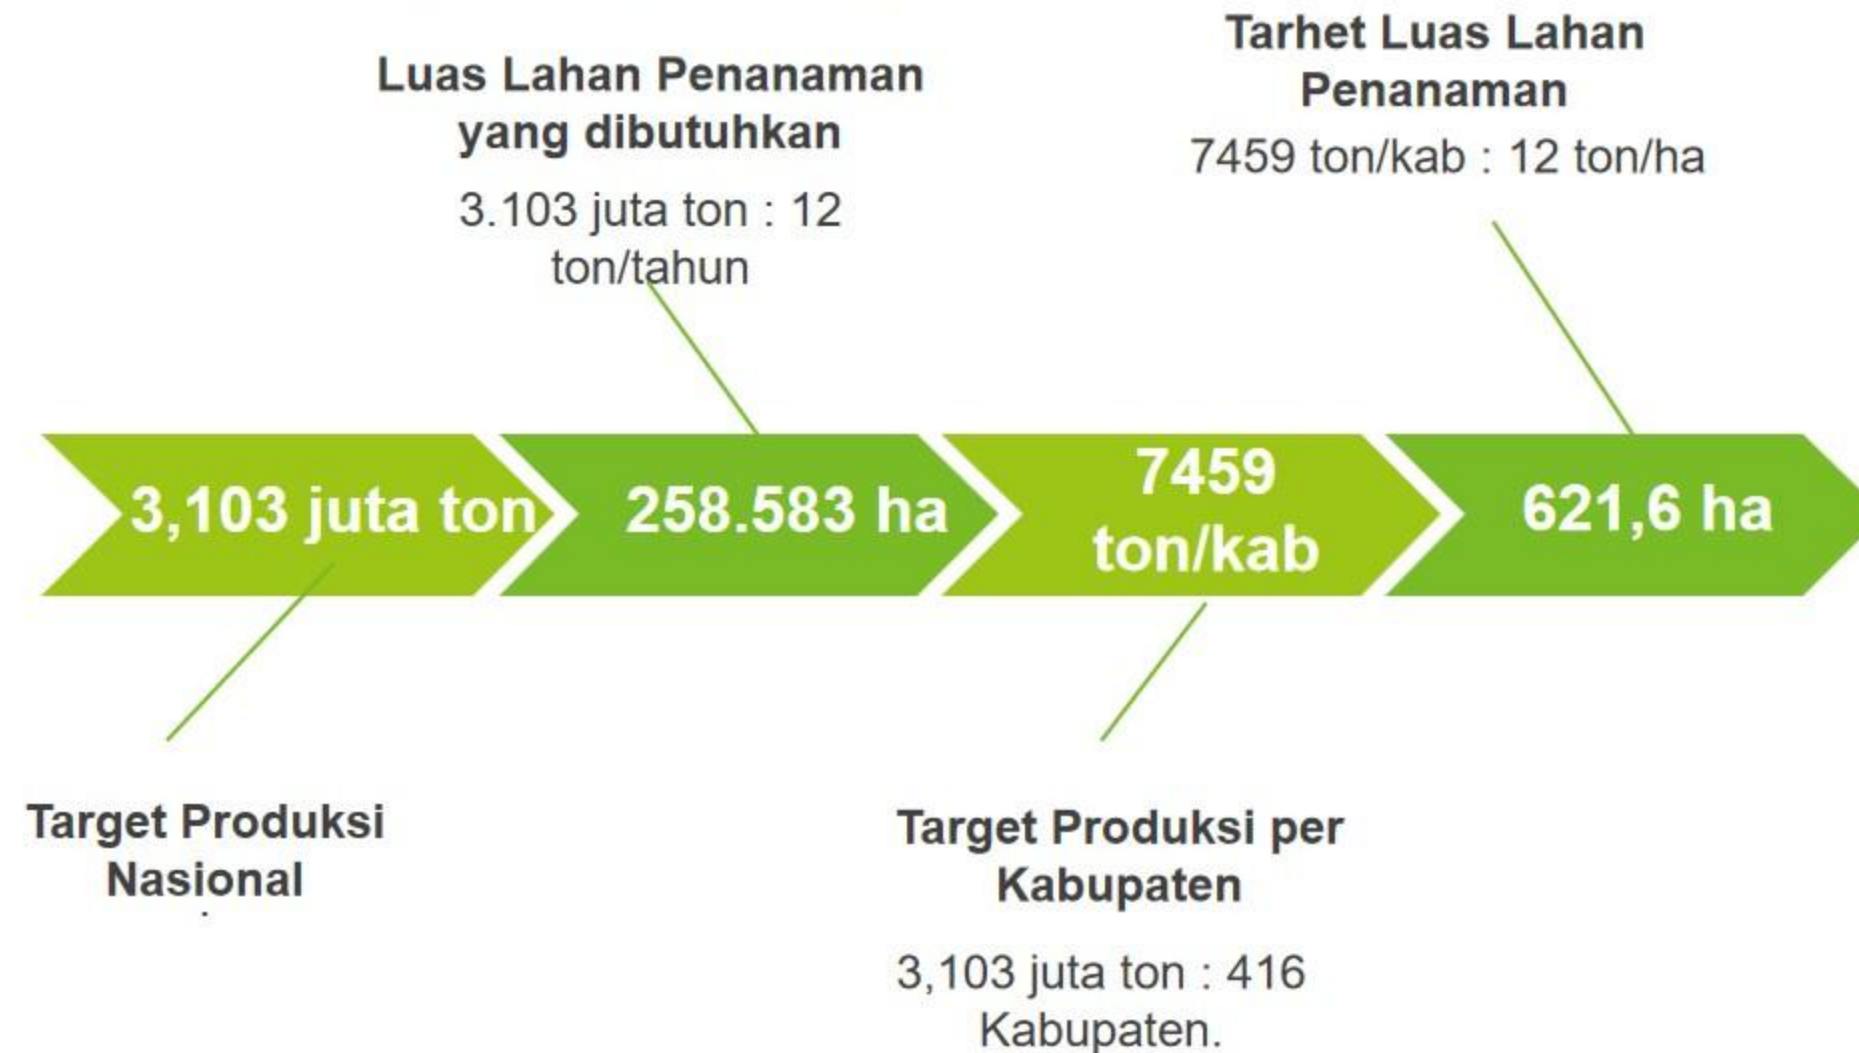 Luas Lahan Penanaman
yang dibutuhkan
3.103 juta ton : 12
ton/tahun
Tarhet Luas Lahan
Penanaman
7459 ton/kab : 12 ton/ha
3,103 juta ton
258.583 ha
7459
ton/kab
621,6 ha
Target Produksi
Nasional
Target Produksi per
Kabupaten
3,103 juta ton : 416
Kabupaten.